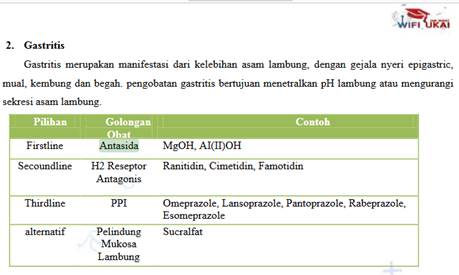 WIFI UKAI
2. Gastritis
Gastritis merupakan manifestasi dari kelebihan asam lambung, dengan gejala nyeri epigastric,
mual, kembung dan begah. pengobatan gastritis bertujuan menetralkan pH lambung atau mengurangi
sekresi asam lambung.
Pilihan Golongan Contoh
Obat
Firstline Antasida MgOH, AI(II)OH
Secoundline H2 Reseptor Ranitidin, Cimetidin, Famotidin
Antagonis
Thirdline PPI Omeprazole, Lansoprazole, Pantoprazole, Rabeprazole,
Esomeprazole
alternatif Pelindung Sucralfat
Mukosa
Lambung